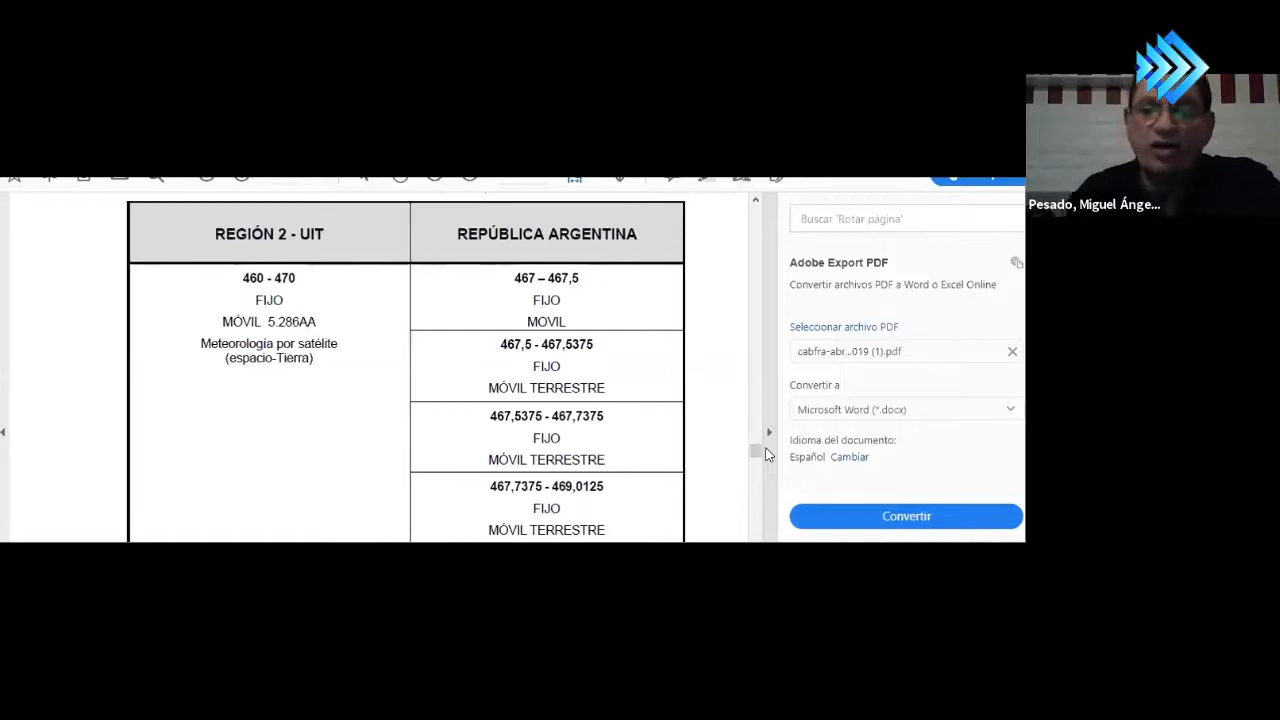 REGIÓN 2 - UIT
REPÚBLICA ARGENTINA
460 - 470
FIJO
MÓVIL 5.286AA
Meteorología por satélite
(espacio-Tierra)
467 – 467,5
FIJO
MOVIL
467,5 - 467,5375
FIJO
MÓVIL TERRESTRE
467,5375 - 467,7375
FIJO
MÓVIL TERRESTRE
467,7375 - 469,0125
FIJO
MÓVIL TERRESTRE
Buscar 'Rotar página'
Adobe Export PDF
Convertir archivos PDF a Word o Excel Online
Seleccionar archivo PDF
cabfra-abr...019 (1).pdf
Convertir a
Microsoft Word (*.docx)
Idioma del documento:
Español Cambiar
Convertir
Pesado, Miguel Ánge...